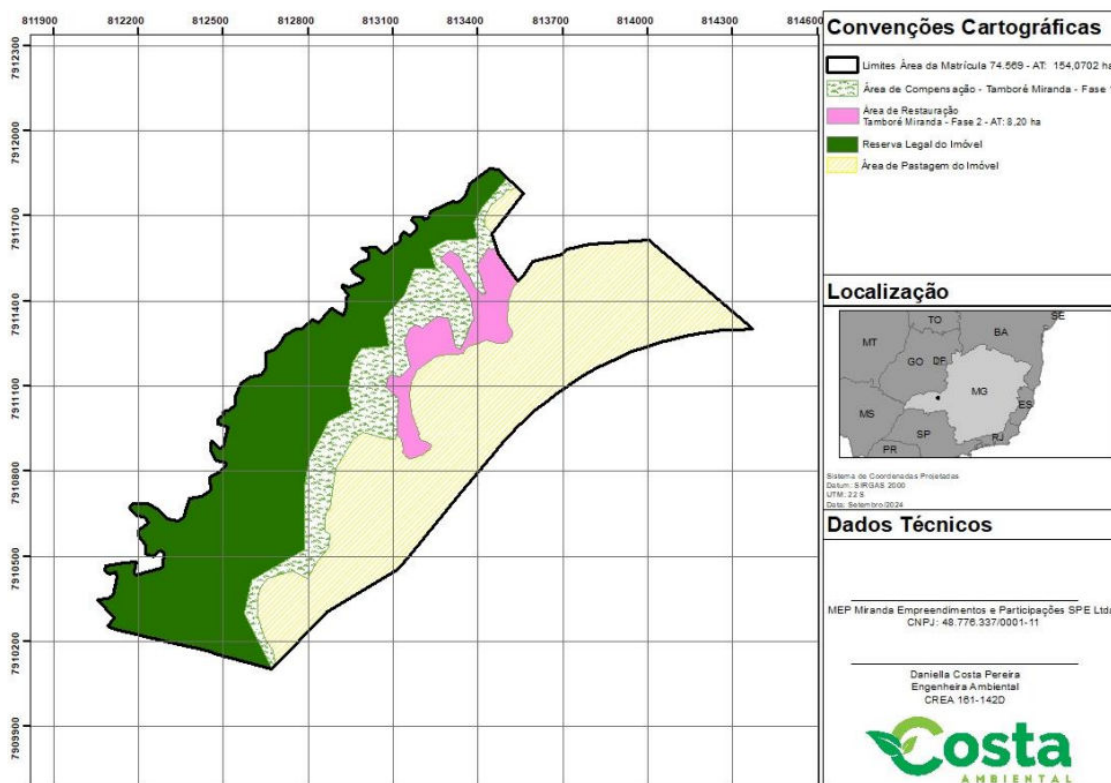 811900 812200 812500 812800 813100 813400 813700 814000 814300 814600
7912300
7912000
7911700
7911400
7911100
7910800
7910500
7910200
7909900
Convenções Cartográficas
Limites Área da Matrícula 74.569 - AT: 154,0702 ha
Área de Compensação - Tamboré Miranda - Fase 1
Área de Restauração
Tamboré Miranda - Fase 2 - AT: 8,20 ha
Reserva Legal do Imóvel
Área de Pastagem do Imóvel
Localização
TO
SE
MT
BA
GO
DF
MG
MS
ES
SP
RJ
PR
Sistema de Coordenadas Projetadas
Datum: SIRGAS 2000
UTM: 22 S
Data: Setembro/2024
Dados Técnicos
MEP Miranda Empreendimentos e Participações SPE Ltda
CNPJ: 48.776.337/0001-11
Daniella Costa Pereira
Engenheira Ambiental
CREA 161-142D
Costa
AMBIENTAL